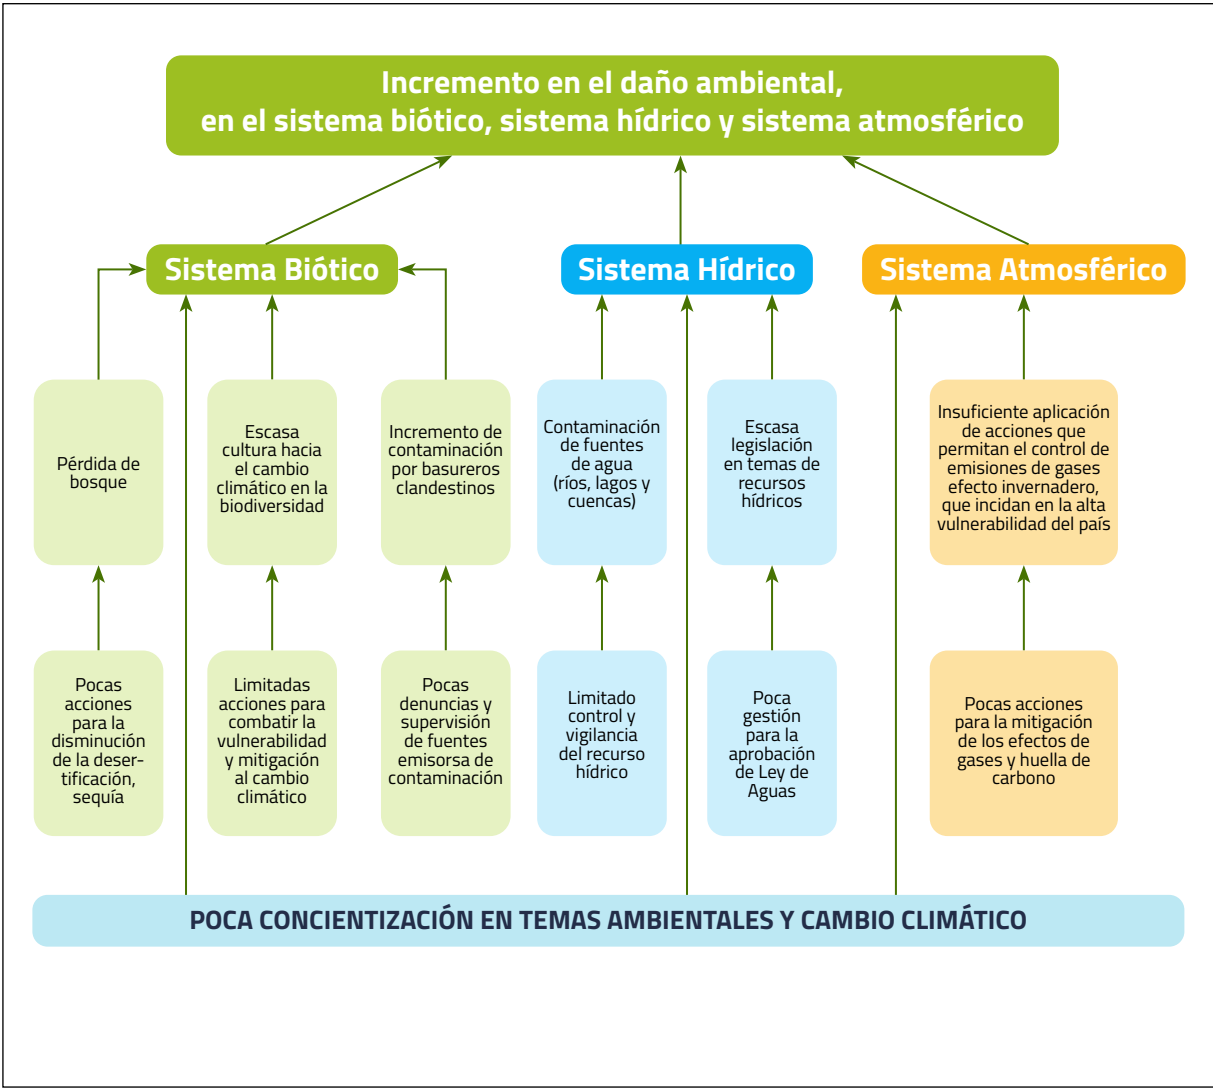 Incremento en el daño ambiental,
en el sistema biótico, sistema hídrico y sistema atmosférico
Sistema Biótico
Sistema Hídrico
Sistema Atmosférico
Pérdida de
bosque
Escasa
cultura hacia
el cambio
climático en la
biodiversidad
Incremento de
contaminación
por basureros
clandestinos
Contaminación
de fuentes
de agua
(ríos, lagos y
cuencas)
Escasa
legislación
en temas de
recursos
hídricos
Insuficiente aplicación
de acciones que
permitan el control de
emisiones de gases
efecto invernadero,
que incidan en la alta
vulnerabilidad del país
Pocas
acciones
para la
disminución
de la deser-
tificación,
sequía
Limitadas
acciones para
combatir la
vulnerabilidad
y mitigación
al cambio
climático
Pocas
denuncias y
supervisión
de fuentes
emisorsa de
contaminación
Limitado
control y
vigilancia
del recurso
hídrico
Poca
gestión
para la
aprobación
de Ley de
Aguas
Pocas acciones
para la mitigación
de los efectos de
gases y huella de
carbono
POCA CONCIENTIZACIÓN EN TEMAS AMBIENTALES Y CAMBIO CLIMÁTICO